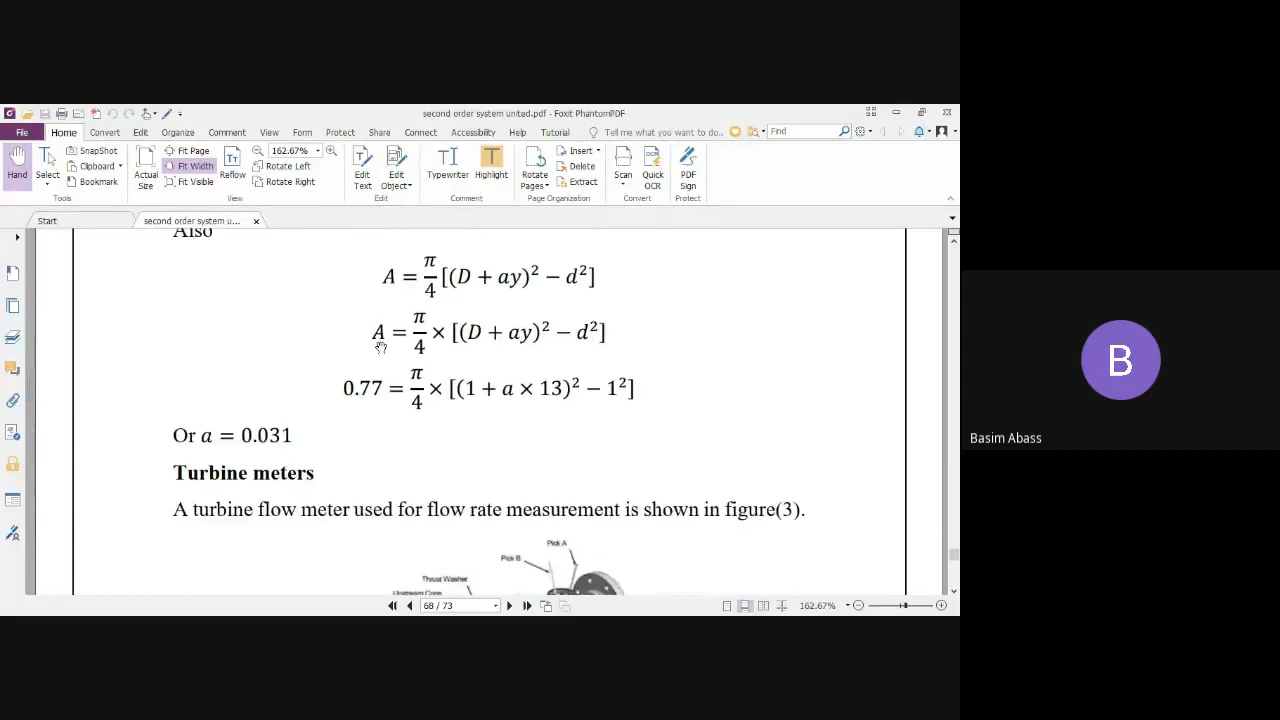 second order system united.pdf - Foxit PhantomPDF
File Home Convert Edit Organize Comment View Form Protect Share Connect Accessibility Help Tutorial Tell me what you want to do.. Find
Hand
Select
SnapShot
Clipboard
Bookmark
Tools
Actual Size
Fit Page
Fit Width
Fit Visible
Reflow
162.67%
Rotate Left
Rotate Right
View
Edit Text
Edit Object
Edit
Typewriter
Highlight
Comment
Rotate Pages
Insert
Delete
Extract
Page Organization
Scan
Quick OCR
Convert
PDF Sign
Protect
Start
second order system u...
Also
A = π/4 [(D + ay)² − d²]
A = π/4 × [(D + ay)² − d²]
0.77 = π/4 × [(1 + a × 13)² − 1²]
Or a = 0.031
Turbine meters
A turbine flow meter used for flow rate measurement is shown in figure(3).
Pick A
Pick B
Thrust Washer
Upstream Cone
68 / 73
162.67%
B
Basim Abass